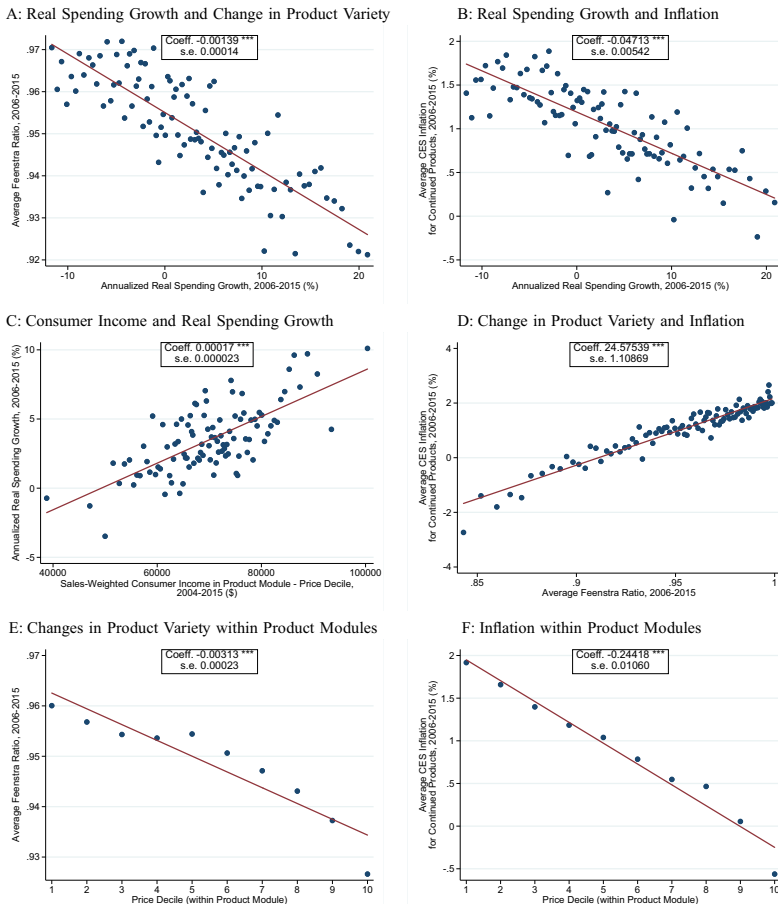 A: Real Spending Growth and Change in Product Variety
Coeff. -0.00139 ***
s.e. 0.00014
Average Feenstra Ratio, 2006-2015
.97
.96
.95
.94
.93
.92
-10
0
10
20
Annualized Real Spending Growth, 2006-2015 (%)
B: Real Spending Growth and Inflation
Coeff. -0.04713 ***
s.e. 0.00542
Average CES Inflation
for Continued Products, 2006-2015 (%)
2
1.5
1
.5
0
-.5
-10
0
10
20
Annualized Real Spending Growth, 2006-2015 (%)
C: Consumer Income and Real Spending Growth
Coeff. 0.00017 ***
s.e. 0.000023
Annualized Real Spending Growth, 2006-2015 (%)
10
5
0
-5
40000
60000
80000
100000
Sales-Weighted Consumer Income in Product Module - Price Decile,
2004-2015 ($)
D: Change in Product Variety and Inflation
Coeff. 24.57539 ***
s.e. 1.10869
Average CES Inflation
for Continued Products, 2006-2015 (%)
4
2
0
-2
-4
.85
.9
.95
1
Average Feenstra Ratio, 2006-2015
E: Changes in Product Variety within Product Modules
Coeff. -0.00313 ***
s.e. 0.00023
Average Feenstra Ratio, 2006-2015
.97
.96
.95
.94
.93
1
2
3
4
5
6
7
8
9
10
Price Decile (within Product Module)
F: Inflation within Product Modules
Coeff. -0.24418 ***
s.e. 0.01060
Average CES Inflation
for Continued Products, 2006-2015 (%)
2
1.5
1
.5
0
-.5
1
2
3
4
5
6
7
8
9
10
Price Decile (within Product Module)